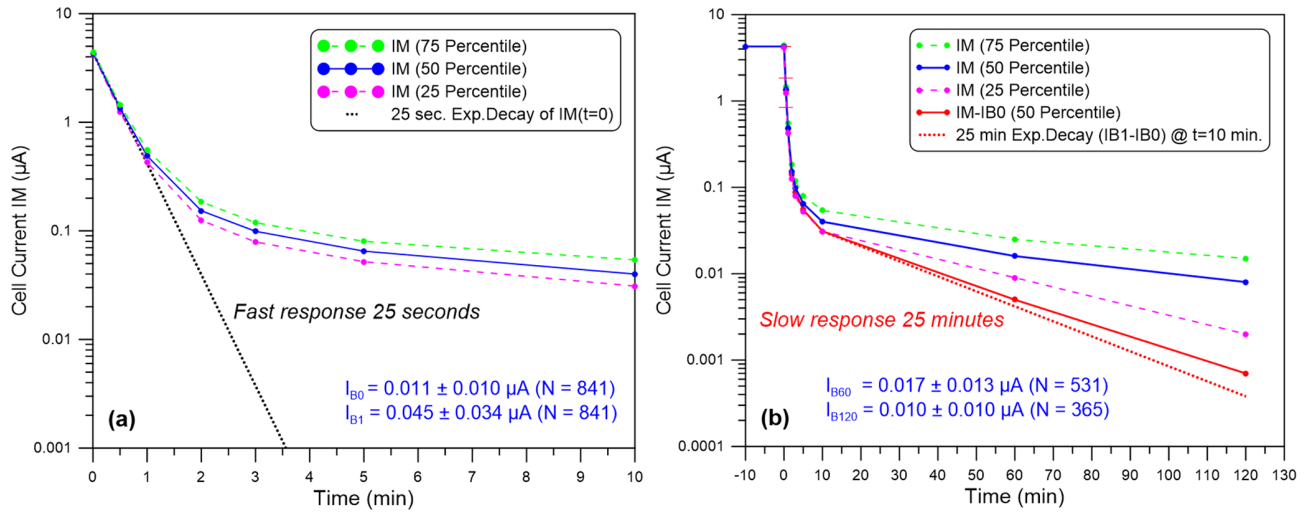 10
1
0.1
0.01
0.001
Cell Current IM (µA)
IM (75 Percentile)
IM (50 Percentile)
IM (25 Percentile)
25 sec. Exp.Decay of IM(t=0)
Fast response 25 seconds
I_B0 = 0.011 ± 0.010 µA (N = 841)
I_B1 = 0.045 ± 0.034 µA (N = 841)
(a)
0 1 2 3 4 5 6 7 8 9 10
Time (min)
10
1
0.1
0.01
0.001
0.0001
Cell Current IM (µA)
IM (75 Percentile)
IM (50 Percentile)
IM (25 Percentile)
IM-IB0 (50 Percentile)
25 min Exp.Decay (IB1-IB0) @ t=10 min.
Slow response 25 minutes
I_B60 = 0.017 ± 0.013 µA (N = 531)
I_B120 = 0.010 ± 0.010 µA (N = 365)
(b)
-10 0 10 20 30 40 50 60 70 80 90 100 110 120 130
Time (min)